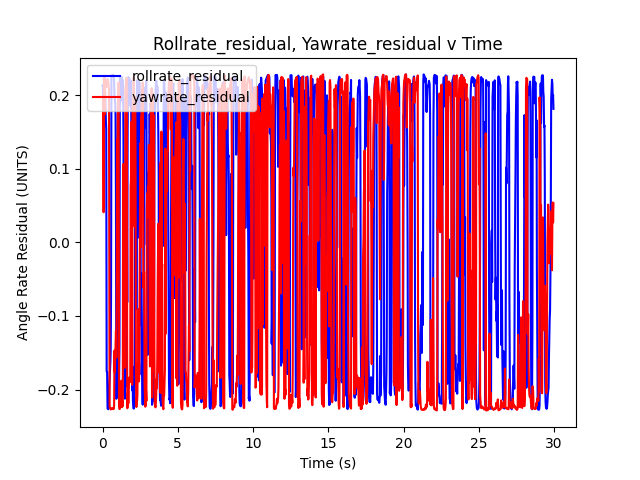 Rollrate_residual, Yawrate_residual v Time
rollrate_residual
yawrate_residual
Angle Rate Residual (UNITS)
0.2
0.1
0.0
−0.1
−0.2
0 5 10 15 20 25 30
Time (s)